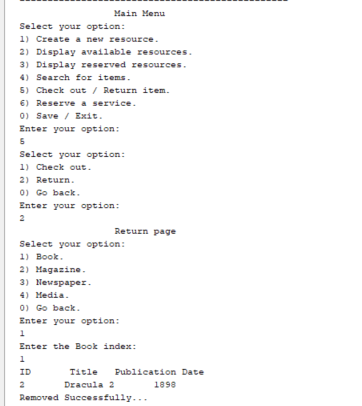 Main Menu
Select your option:
1) Create a new resource.
2) Display available resources.
3) Display reserved resources.
4) Search for items.
5) Check out / Return item.
6) Reserve a service.
0) Save / Exit.
Enter your option:
5
Select your option:
1) Check out.
2) Return.
0) Go back.
Enter your option:
2
Return page
Select your option:
1) Book.
2) Magazine.
3) Newspaper.
4) Media.
0) Go back.
Enter your option:
1
Enter the Book index:
1
ID Title Publication Date
2 Dracula 2 1898
Removed Successfully...